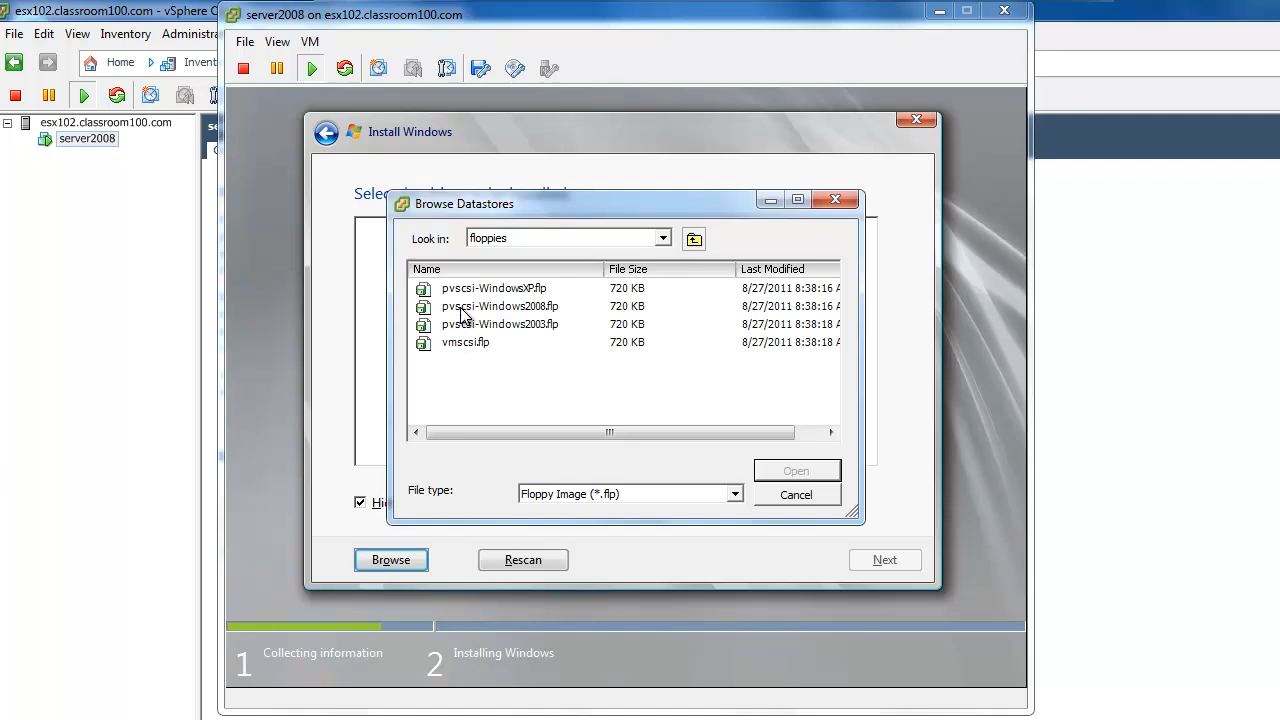 esx102.classroom100.com - vSphere C
server2008 on esx102.classroom100.com
File Edit View Inventory Administra
File View VM
Home
Invent
esx102.classroom100.com
server2008
Install Windows
Browse Datastores
Look in: floppies
Name File Size Last Modified
pvscsi-WindowsXP.flp 720 KB 8/27/2011 8:38:16 A
pvscsi-Windows2008.flp 720 KB 8/27/2011 8:38:16 A
pvscsi-Windows2003.flp 720 KB 8/27/2011 8:38:18 A
vmscsi.flp 720 KB 8/27/2011 8:38:18 A
Open
File type: Floppy Image (*.flp)
Cancel
Browse Rescan Next
1 Collecting information 2 Installing Windows